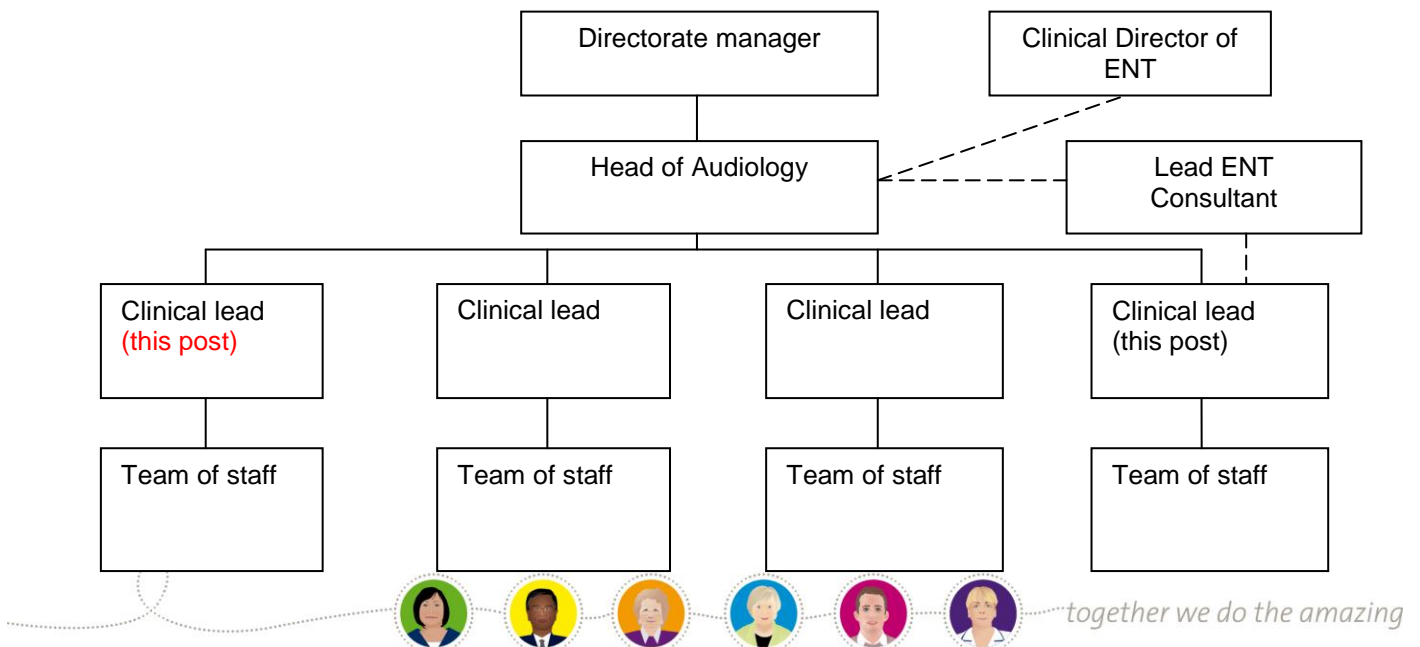 Directorate manager
Clinical Director of
ENT
Head of Audiology
Lead ENT
Consultant
Clinical lead
(this post)
Clinical lead
Clinical lead
Clinical lead
(this post)
Team of staff
Team of staff
Team of staff
Team of staff
together we do the amazing